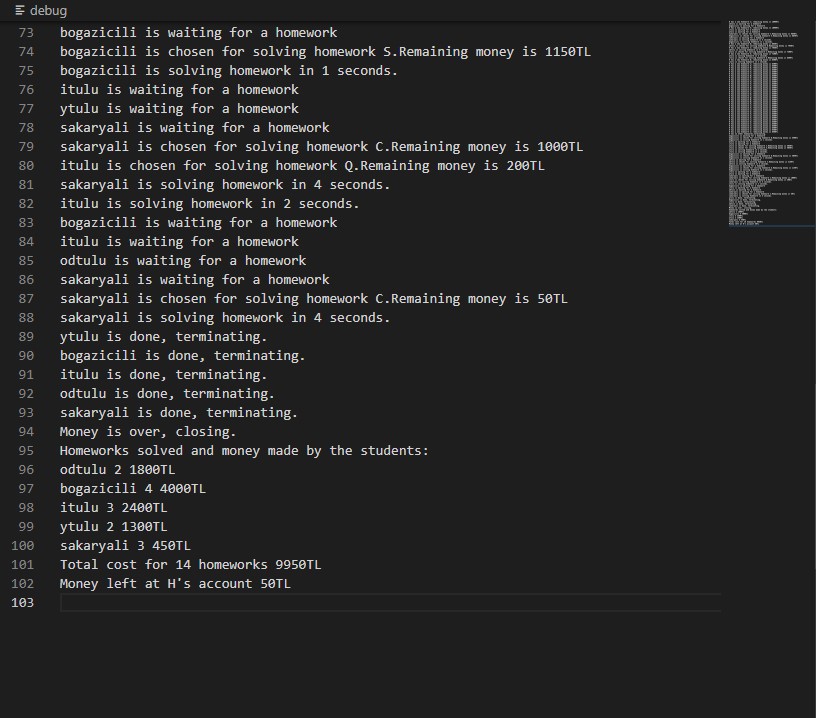 debug
73 bogazicili is waiting for a homework
74 bogazicili is chosen for solving homework S.Remaining money is 1150TL
75 bogazicili is solving homework in 1 seconds.
76 itulu is waiting for a homework
77 ytulu is waiting for a homework
78 sakaryali is waiting for a homework
79 sakaryali is chosen for solving homework C.Remaining money is 1000TL
80 itulu is chosen for solving homework Q.Remaining money is 200TL
81 sakaryali is solving homework in 4 seconds.
82 itulu is solving homework in 2 seconds.
83 bogazicili is waiting for a homework
84 itulu is waiting for a homework
85 odtulu is waiting for a homework
86 sakaryali is waiting for a homework
87 sakaryali is chosen for solving homework C.Remaining money is 50TL
88 sakaryali is solving homework in 4 seconds.
89 ytulu is done, terminating.
90 bogazicili is done, terminating.
91 itulu is done, terminating.
92 odtulu is done, terminating.
93 sakaryali is done, terminating.
94 Money is over, closing.
95 Homeworks solved and money made by the students:
96 odtulu 2 1800TL
97 bogazicili 4 4000TL
98 itulu 3 2400TL
99 ytulu 2 1300TL
100 sakaryali 3 450TL
101 Total cost for 14 homeworks 9950TL
102 Money left at H's account 50TL
103